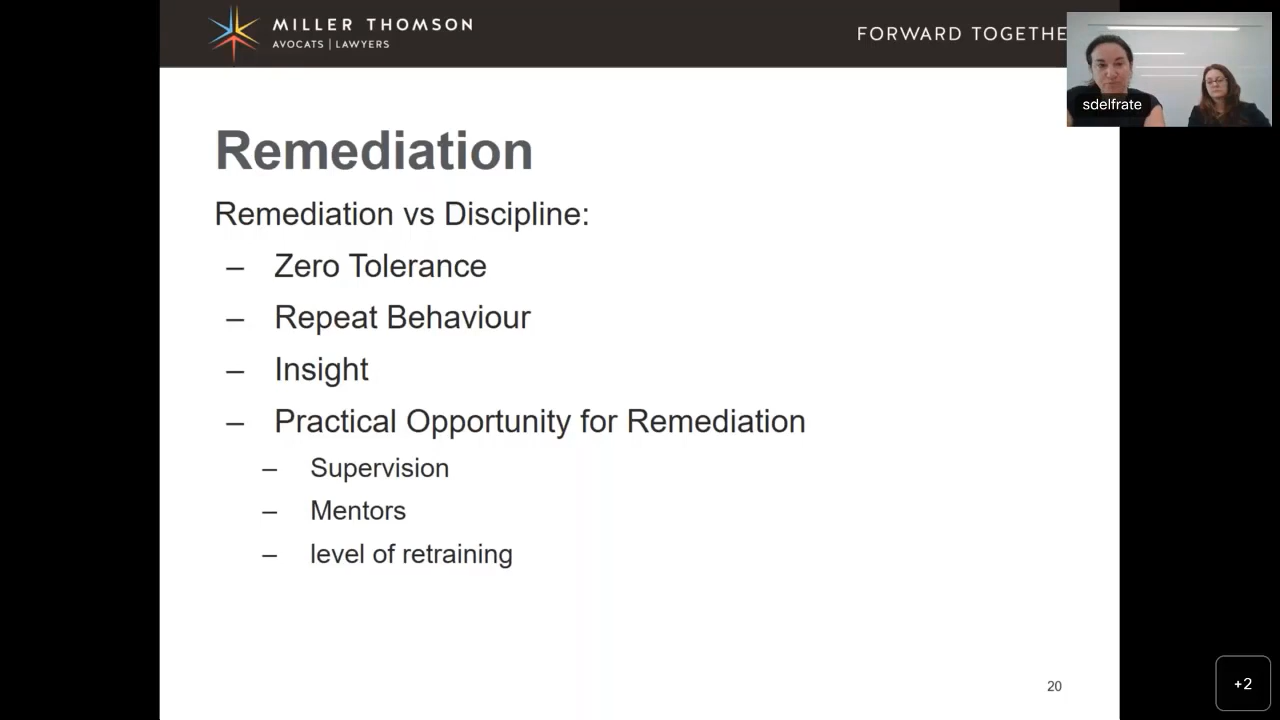 MILLER THOMSON
AVOCATS | LAWYERS
FORWARD TOGETHE
sdelfrate
Remediation
Remediation vs Discipline:
– Zero Tolerance
– Repeat Behaviour
– Insight
– Practical Opportunity for Remediation
– Supervision
– Mentors
– level of retraining
20
+2